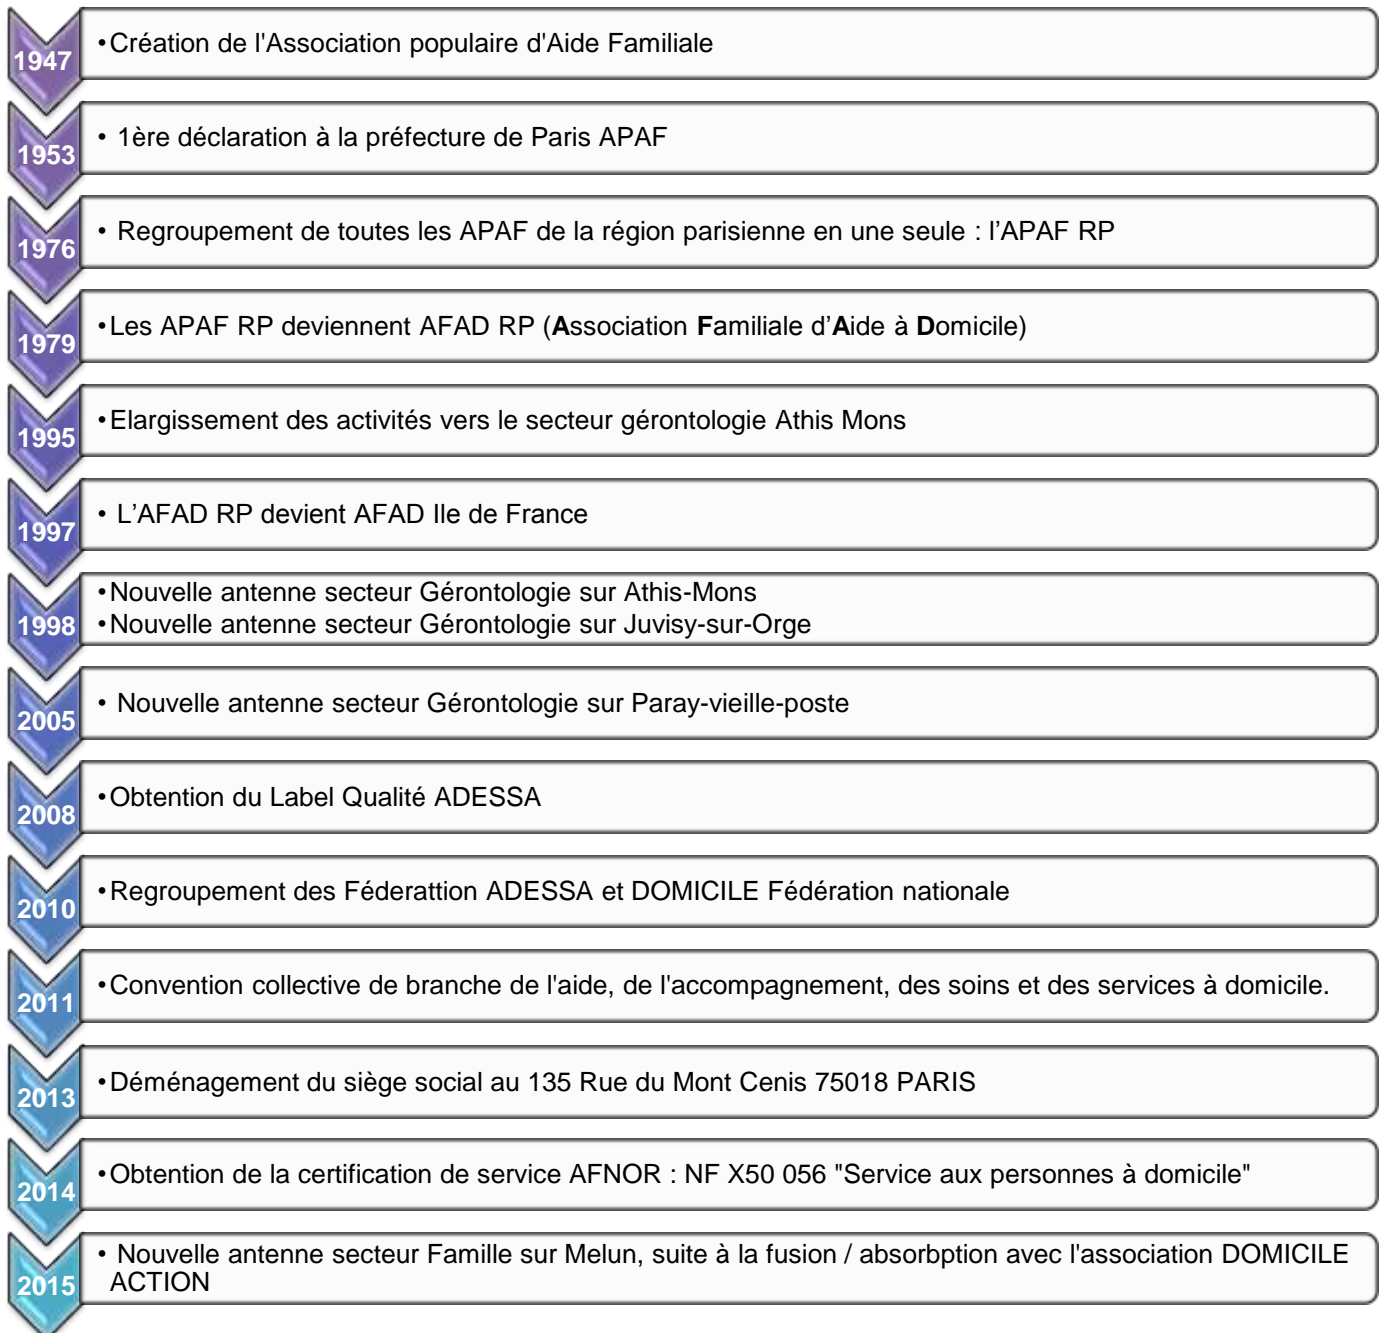 1947
•Création de l'Association populaire d'Aide Familiale
1953
• 1ère déclaration à la préfecture de Paris APAF
1976
• Regroupement de toutes les APAF de la région parisienne en une seule : l’APAF RP
1979
•Les APAF RP deviennent AFAD RP (Association Familiale d’Aide à Domicile)
1995
•Elargissement des activités vers le secteur gérontologie Athis Mons
1997
• L’AFAD RP devient AFAD Ile de France
1998
•Nouvelle antenne secteur Gérontologie sur Athis-Mons
•Nouvelle antenne secteur Gérontologie sur Juvisy-sur-Orge
2005
• Nouvelle antenne secteur Gérontologie sur Paray-vieille-poste
2008
•Obtention du Label Qualité ADESSA
2010
•Regroupement des Féderattion ADESSA et DOMICILE Fédération nationale
2011
•Convention collective de branche de l'aide, de l'accompagnement, des soins et des services à domicile.
2013
•Déménagement du siège social au 135 Rue du Mont Cenis 75018 PARIS
2014
•Obtention de la certification de service AFNOR : NF X50 056 "Service aux personnes à domicile"
2015
• Nouvelle antenne secteur Famille sur Melun, suite à la fusion / absorbption avec l'association DOMICILE
ACTION